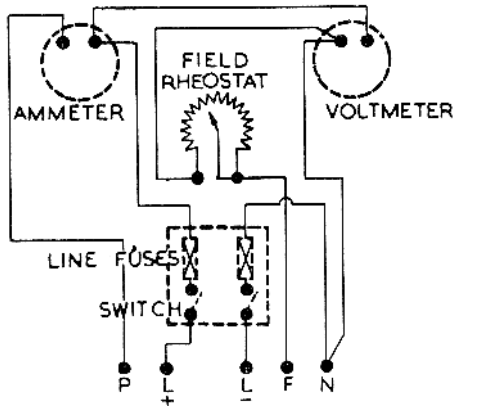 FIELD
RHEOSTAT
AMMETER
VOLTMETER
LINE FUSES
SWITCH
P L L F N
+ -